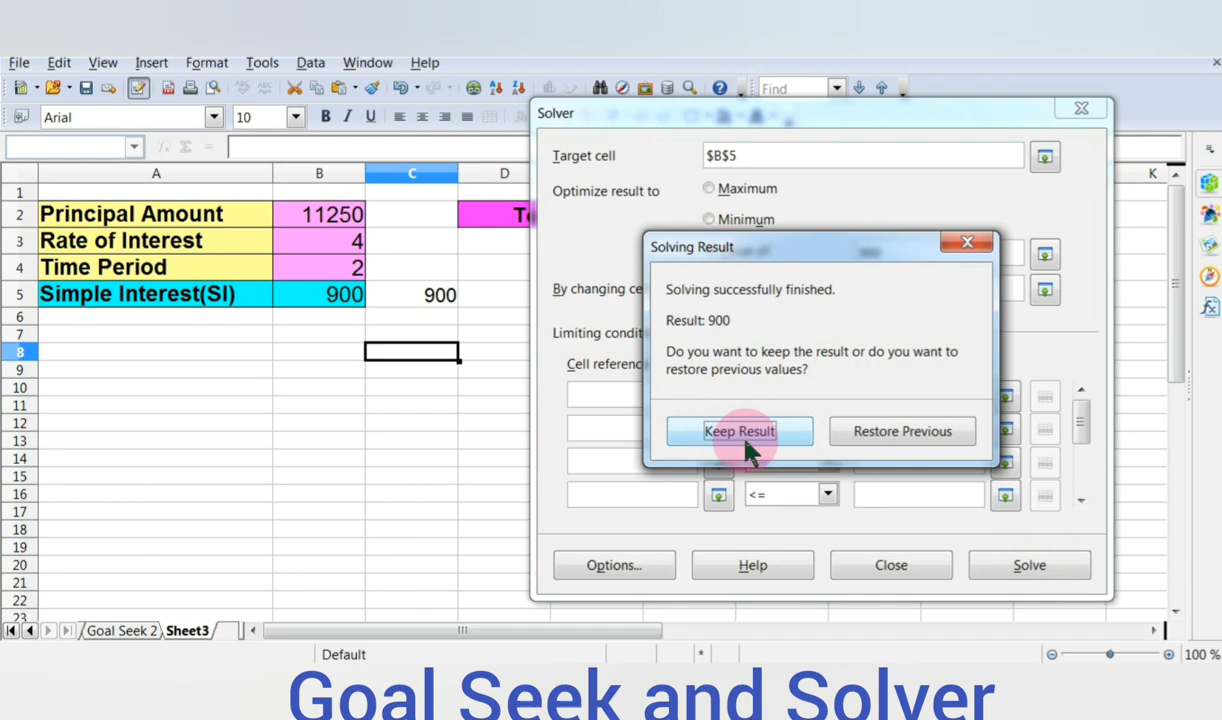 File Edit View Insert Format Tools Data Window Help
Find
Arial 10 B I U
Solver
A B C D K
1
2 Principal Amount 11250
3 Rate of Interest 4
4 Time Period 2
5 Simple Interest(SI) 900 900
6
7
8
9
10
11
12
13
14
15
16
17
18
19
20
21
22
23
Target cell $B$5
Optimize result to Maximum
Minimum
By changing ce
Limiting condit
Cell referenc
Solving Result
Solving successfully finished.
Result: 900
Do you want to keep the result or do you want to
restore previous values?
Keep Result Restore Previous
<=
Options... Help Close Solve
Goal Seek 2 Sheet3
Default * 100 %
Goal Seek and Solver